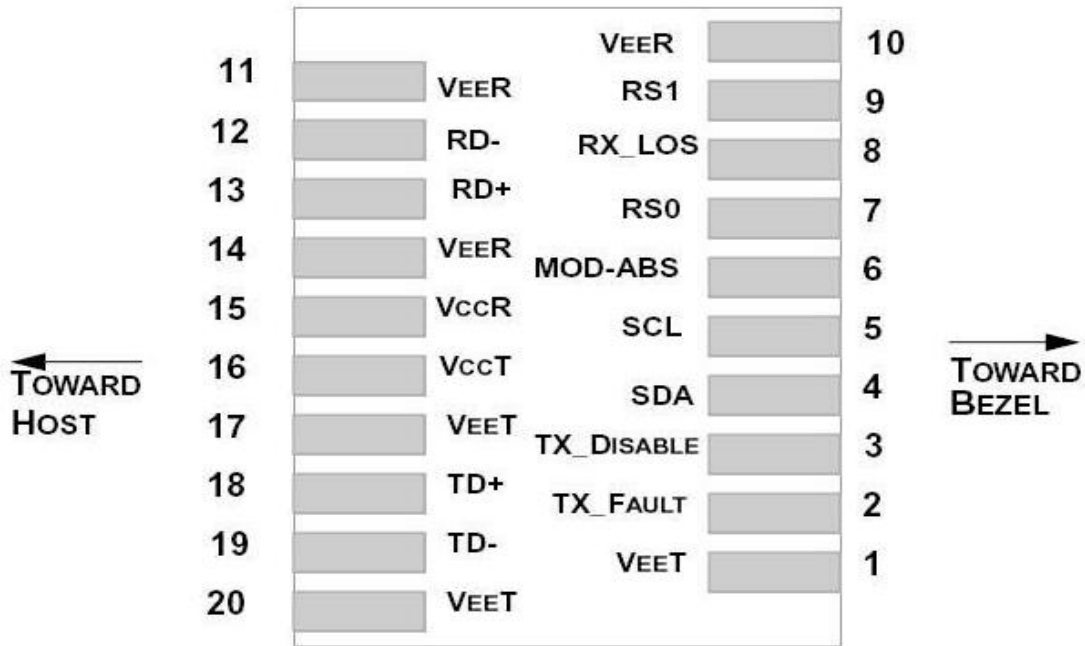 VEER 10
11 VEER
RS1 9
12 RD-
RX_LOS 8
13 RD+
RS0 7
14 VEER
MOD-ABS 6
15 VCCR
SCL 5
16 VCCT
SDA 4
17 VEET
TX_DISABLE 3
18 TD+
TX_FAULT 2
19 TD-
VEET 1
20 VEET
TOWARD
HOST
TOWARD
BEZEL